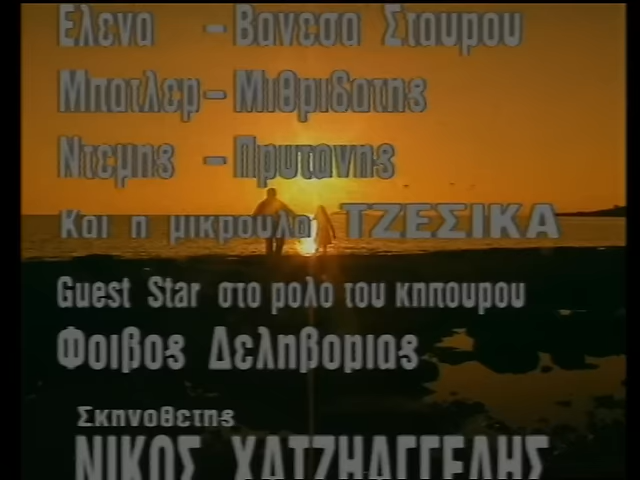 Ελενα - Βανεσα Σταυρου
Μπατλερ - Μιθριδατης
Ντεμης - Πρυτανης
Και η μικρουλα ΤΖΕΣΙΚΑ
Guest Star στο ρολο του κηπουρου
Φοιβος Δεληβοριας
Σκηνοθετης
ΝΙΚΟΣ ΧΑΤΖΗΑΓΓΕΛΗΣ